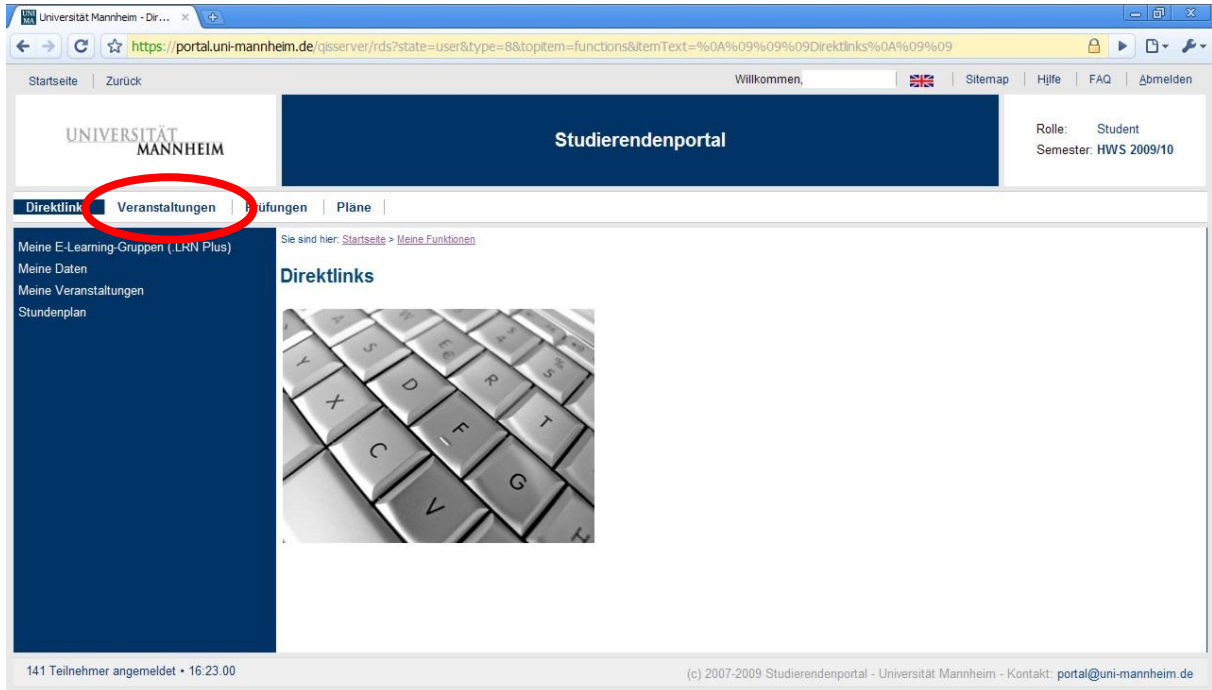 Universität Mannheim - Dir...
https://portal.uni-mannheim.de/qisserver/rds?state=user&type=8&topitem=functions&itemText=%0A%09%09%09Direktlinks%0A%09%09
Startseite | Zurück Willkommen, | Sitemap | Hilfe | FAQ | Abmelden
UNIVERSITÄT
MANNHEIM
Studierendenportal
Rolle: Student
Semester: HWS 2009/10
Direktlink Veranstaltungen | Prüfungen | Pläne |
Meine E-Learning-Gruppen (.LRN Plus)
Meine Daten
Meine Veranstaltungen
Stundenplan
Sie sind hier: Startseite > Meine Funktionen
Direktlinks
A W
Y S € 4 %
X D R 5
C F T
V G
H
141 Teilnehmer angemeldet • 16:23.00
(c) 2007-2009 Studierendenportal - Universität Mannheim - Kontakt: portal@uni-mannheim.de